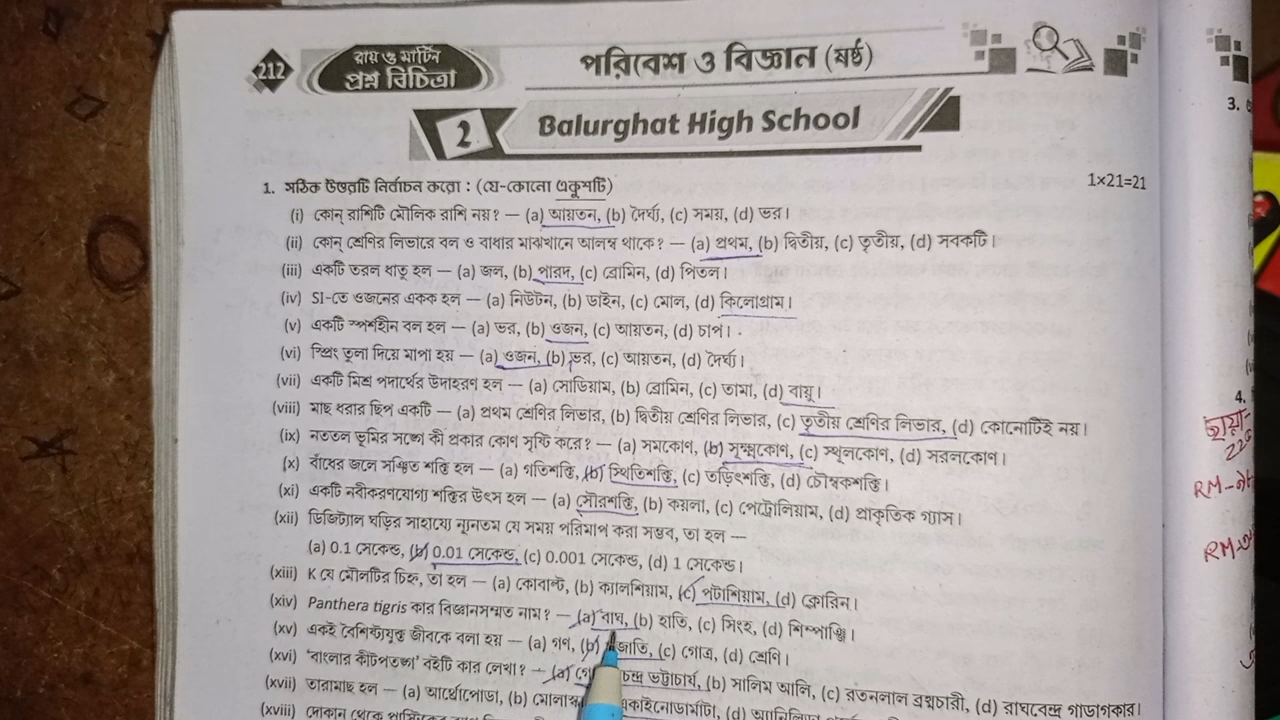 212
রায় ও মার্টিন
প্রশ্ন বিচিত্রা
পরিবেশ ও বিজ্ঞান (ষষ্ঠ)
2 Balurghat High School
1. সঠিক উত্তরটি নির্বাচন করো : (যে-কোনো একুশটি) 1×21=21
(i) কোন্ রাশিটি মৌলিক রাশি নয়? — (a) আয়তন, (b) দৈর্ঘ্য, (c) সময়, (d) ভর।
(ii) কোন্ শ্রেণির লিভারে বল ও বাধার মাঝখানে আলম্ব থাকে? — (a) প্রথম, (b) দ্বিতীয়, (c) তৃতীয়, (d) সবকটি।
(iii) একটি তরল ধাতু হল — (a) জল, (b) পারদ, (c) ব্রোমিন, (d) পিতল।
(iv) SI-তে ওজনের একক হল — (a) নিউটন, (b) ডাইন, (c) মোল, (d) কিলোগ্রাম।
(v) একটি স্পর্শহীন বল হল — (a) ভর, (b) ওজন, (c) আয়তন, (d) চাপ।
(vi) স্প্রিং তুলা দিয়ে মাপা হয় — (a) ওজন, (b) ভর, (c) আয়তন, (d) দৈর্ঘ্য।
(vii) একটি মিশ্র পদার্থের উদাহরণ হল — (a) সোডিয়াম, (b) ব্রোমিন, (c) তামা, (d) বায়ু।
(viii) মাছ ধরার ছিপ একটি — (a) প্রথম শ্রেণির লিভার, (b) দ্বিতীয় শ্রেণির লিভার, (c) তৃতীয় শ্রেণির লিভার, (d) কোনোটিই নয়।
(ix) নততল ভূমির সঙ্গে কী প্রকার কোণ সৃষ্টি করে? — (a) সমকোণ, (b) সূক্ষ্মকোণ, (c) স্থূলকোণ, (d) সরলকোণ।
(x) বাঁধের জলে সঞ্চিত শক্তি হল — (a) গতিশক্তি, (b) স্থিতিশক্তি, (c) তড়িৎশক্তি, (d) চৌম্বকশক্তি।
(xi) একটি নবীকরণযোগ্য শক্তির উৎস হল — (a) সৌরশক্তি, (b) কয়লা, (c) পেট্রোলিয়াম, (d) প্রাকৃতিক গ্যাস।
(xii) ডিজিট্যাল ঘড়ির সাহায্যে ন্যূনতম যে সময় পরিমাপ করা সম্ভব, তা হল —
(a) 0.1 সেকেন্ড, (b) 0.01 সেকেন্ড, (c) 0.001 সেকেন্ড, (d) 1 সেকেন্ড।
(xiii) K যে মৌলটির চিহ্ন, তা হল — (a) কোবাল্ট, (b) ক্যালশিয়াম, (c) পটাশিয়াম, (d) ক্লোরিন।
(xiv) Panthera tigris কার বিজ্ঞানসম্মত নাম? — (a) বাঘ, (b) হাতি, (c) সিংহ, (d) শিম্পাঞ্জি।
(xv) একই বৈশিষ্ট্যযুক্ত জীবকে বলা হয় — (a) গণ, (b) জাতি, (c) গোত্র, (d) শ্রেণি।
(xvi) 'বাংলার কীটপতঙ্গ' বইটি কার লেখা? — (a) চন্দ্র ভট্টাচার্য, (b) সালিম আলি, (c) রতনলাল ব্রহ্মচারী, (d) রাঘবেন্দ্র গাডাগকার।
(xvii) তারামাছ হল — (a) আর্থ্রোপোডা, (b) একাইনোডার্মাটা, (d)
(xviii) দোকান থেকে
3.
4.
ছায়া-
RM-
RM-